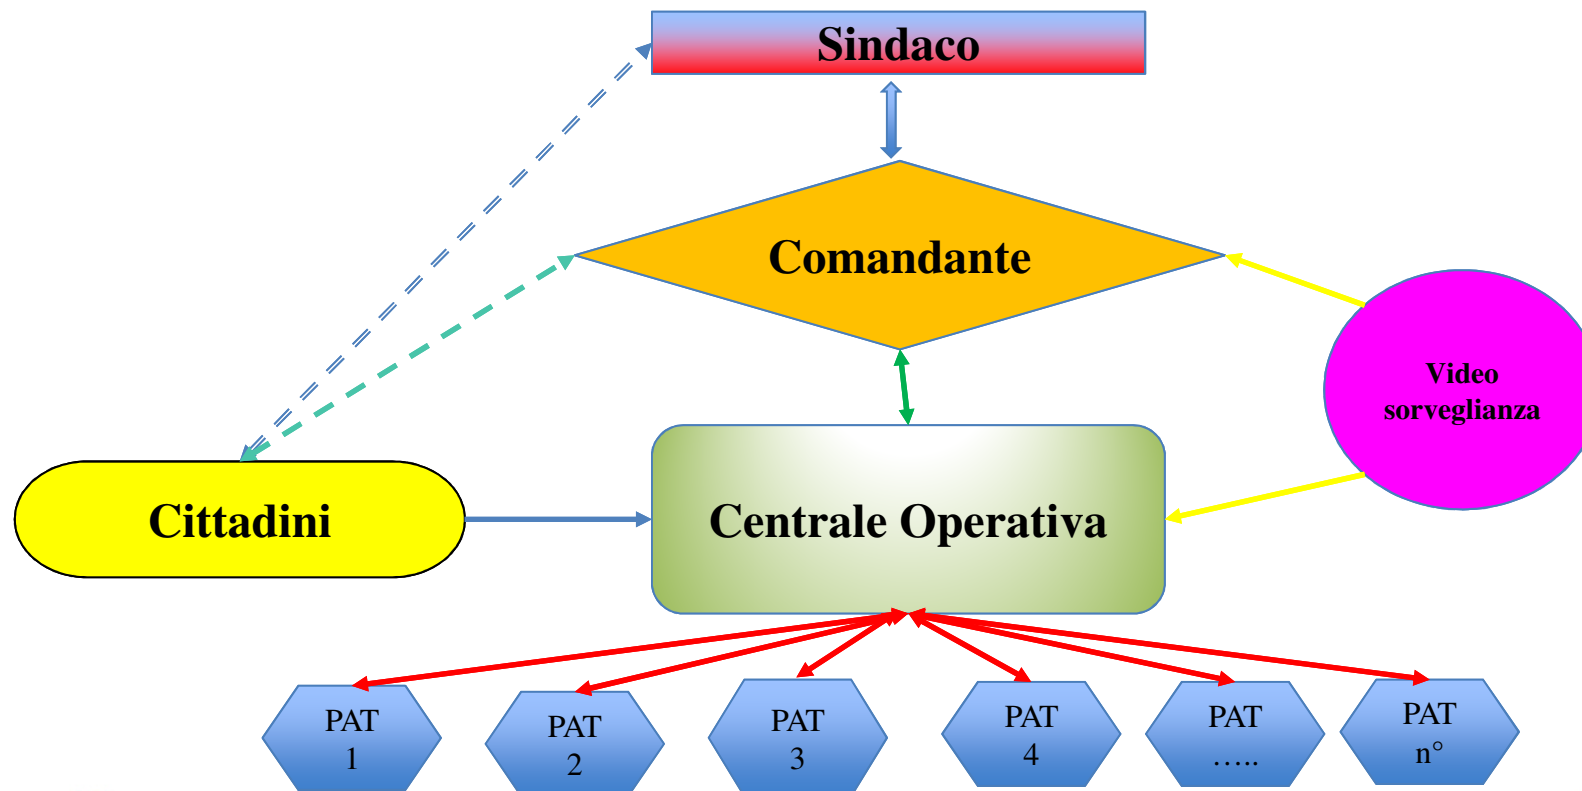 Sindaco
Comandante
Video
sorveglianza
Cittadini
Centrale Operativa
PAT
1
PAT
2
PAT
3
PAT
4
PAT
…..
PAT
n°